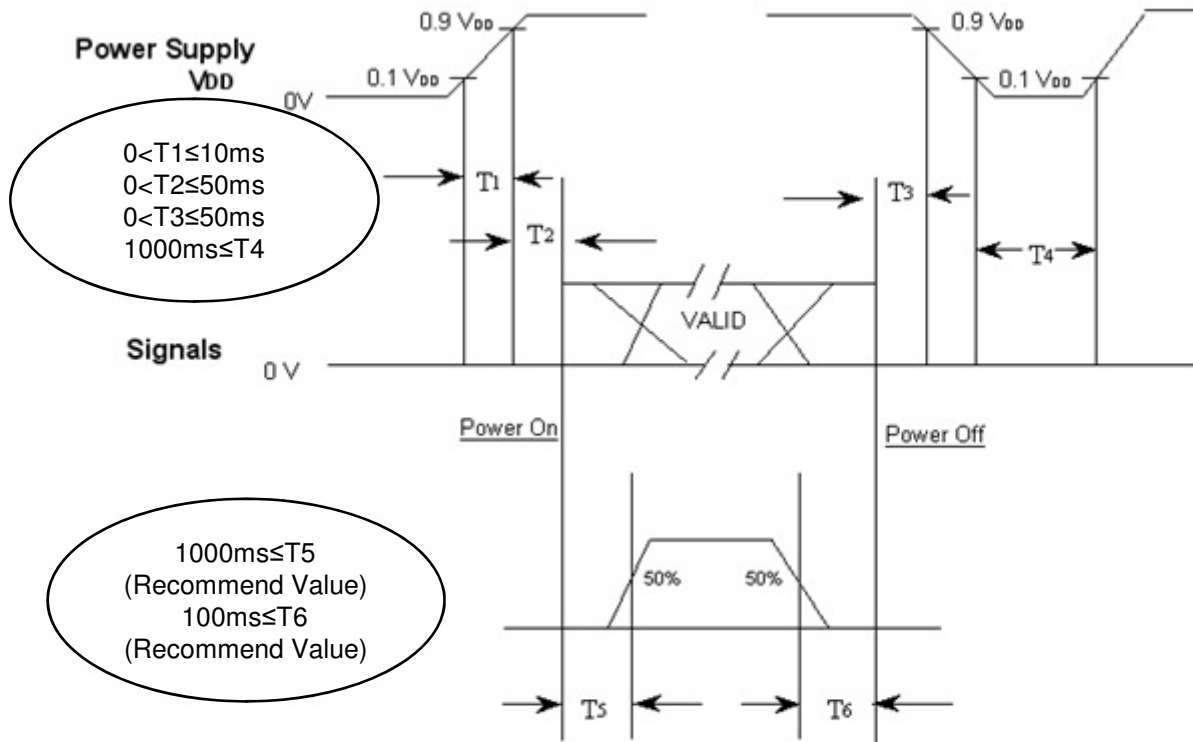 Power Supply
VDD
0.9 VDD
0.1 VDD
0V
0.9 VDD
0.1 VDD
0<T1≤10ms
0<T2≤50ms
0<T3≤50ms
1000ms≤T4
T1
T2
T3
T4
VALID
Signals
0 V
Power On
Power Off
1000ms≤T5
(Recommend Value)
100ms≤T6
(Recommend Value)
50%
50%
T5
T6